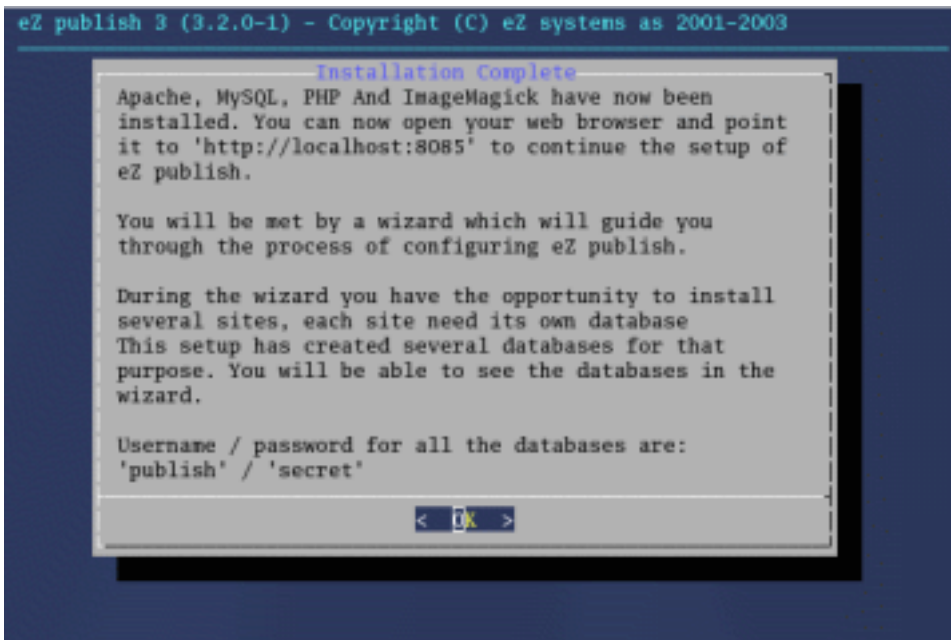 eZ publish 3 (3.2.0-1) - Copyright (C) eZ systems as 2001-2003
Installation Complete
Apache, MySQL, PHP And ImageMagick have now been
installed. You can now open your web browser and point
it to 'http://localhost:8085' to continue the setup of
eZ publish.
You will be met by a wizard which will guide you
through the process of configuring eZ publish.
During the wizard you have the opportunity to install
several sites, each site need its own database
This setup has created several databases for that
purpose. You will be able to see the databases in the
wizard.
Username / password for all the databases are:
'publish' / 'secret'
< OK >